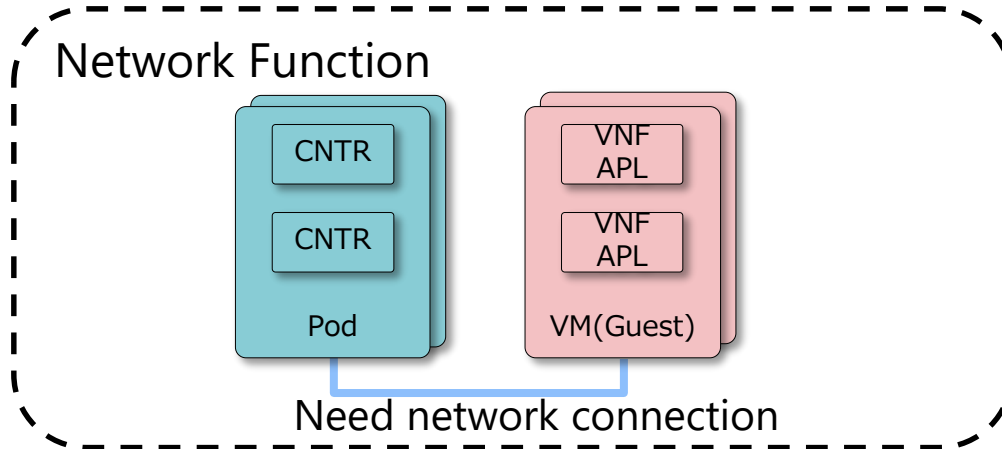 Network Function
CNTR
CNTR
Pod
VNF
APL
VNF
APL
VM(Guest)
Need network connection